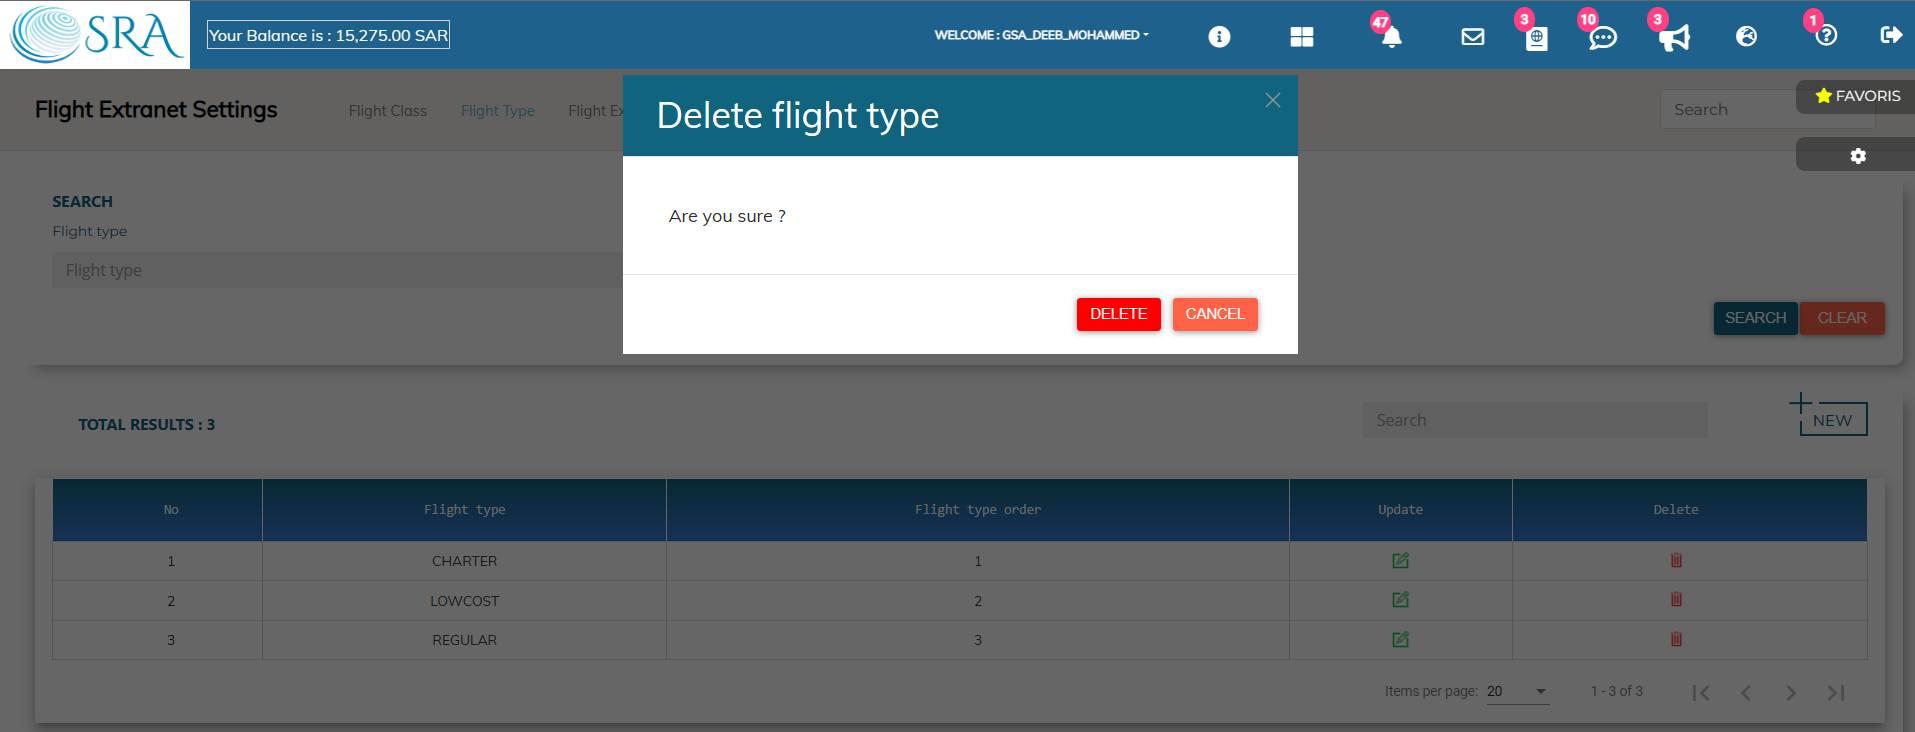 SRA
Your Balance is : 15,275.00 SAR
WELCOME : GSA_DEEB_MOHAMMED
47
3
10
3
1
Flight Extranet Settings
Flight Class
Flight Type
Flight Ex
Search
FAVORIS
Delete flight type
Are you sure ?
DELETE
CANCEL
SEARCH
Flight type
Flight type
SEARCH
CLEAR
TOTAL RESULTS : 3
Search
NEW
No Flight type Flight type order Update Delete
1 CHARTER 1
2 LOWCOST 2
3 REGULAR 3
Items per page: 20 1 - 3 of 3